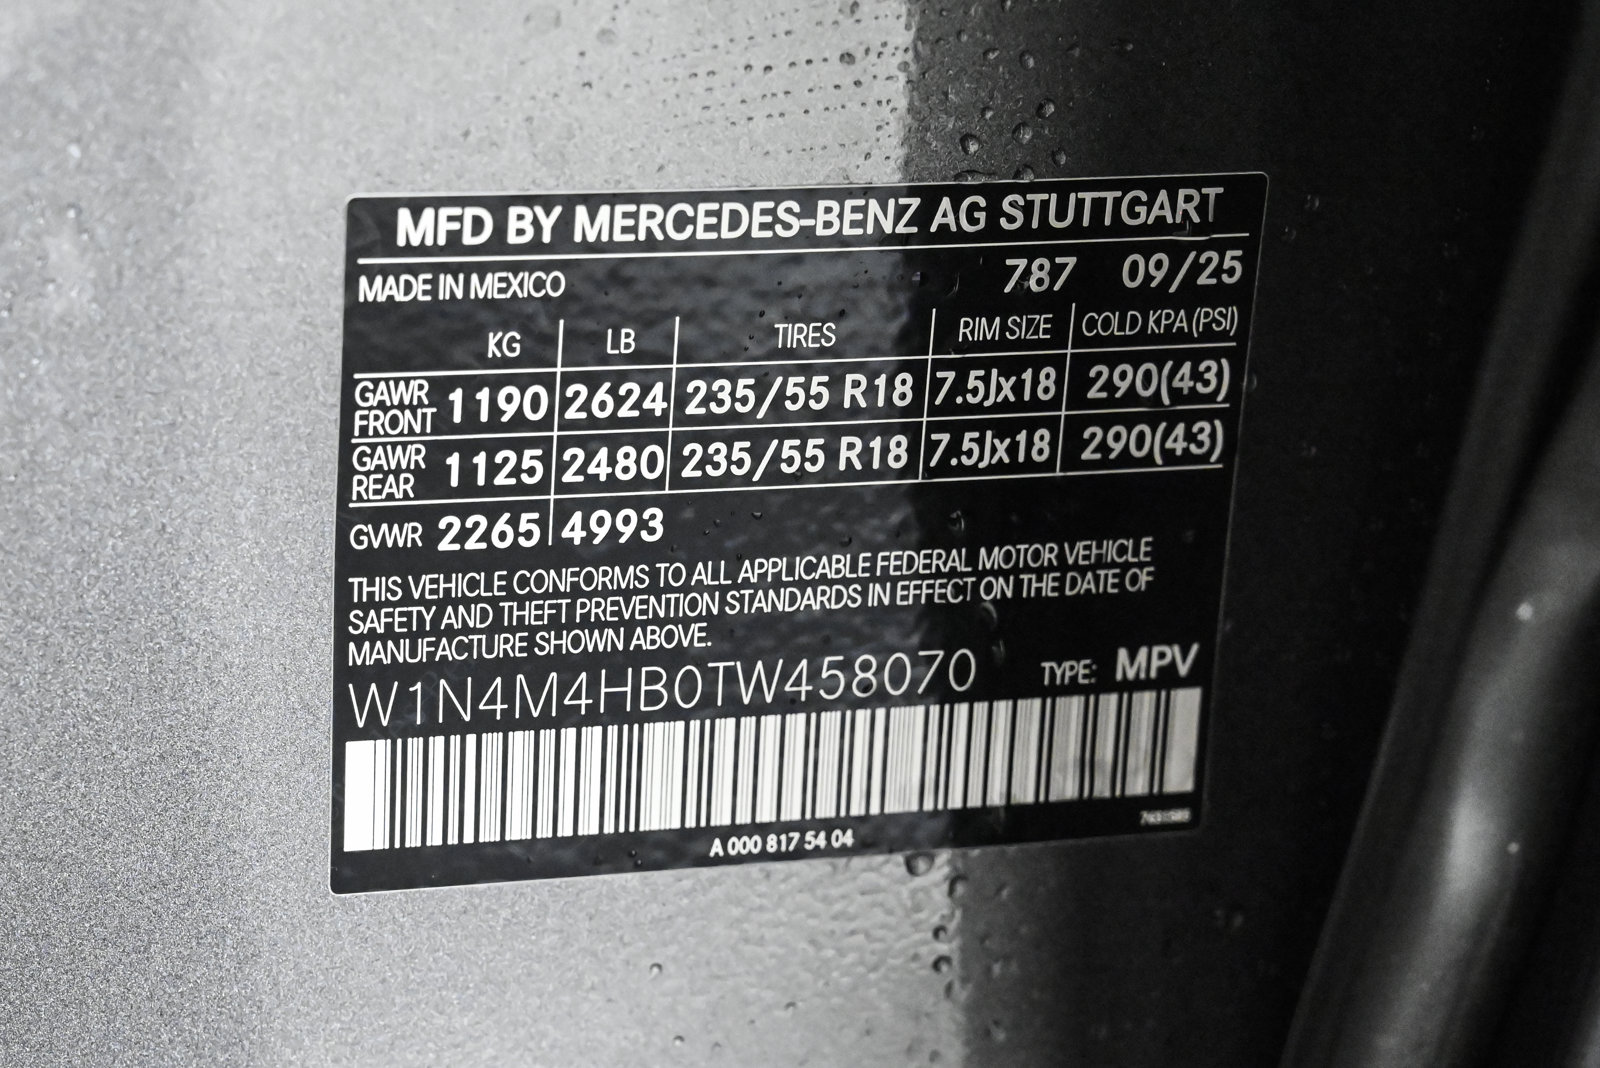 MFD BY MERCEDES-BENZ AG STUTTGART
MADE IN MEXICO 787 09/25
KG LB TIRES RIM SIZE COLD KPA (PSI)
GAWR FRONT 1190 2624 235/55 R18 7.5Jx18 290(43)
GAWR REAR 1125 2480 235/55 R18 7.5Jx18 290(43)
GVWR 2265 4993
THIS VEHICLE CONFORMS TO ALL APPLICABLE FEDERAL MOTOR VEHICLE
SAFETY AND THEFT PREVENTION STANDARDS IN EFFECT ON THE DATE OF
MANUFACTURE SHOWN ABOVE.
W1N4M4HB0TW458070 TYPE: MPV
A 000 817 54 04